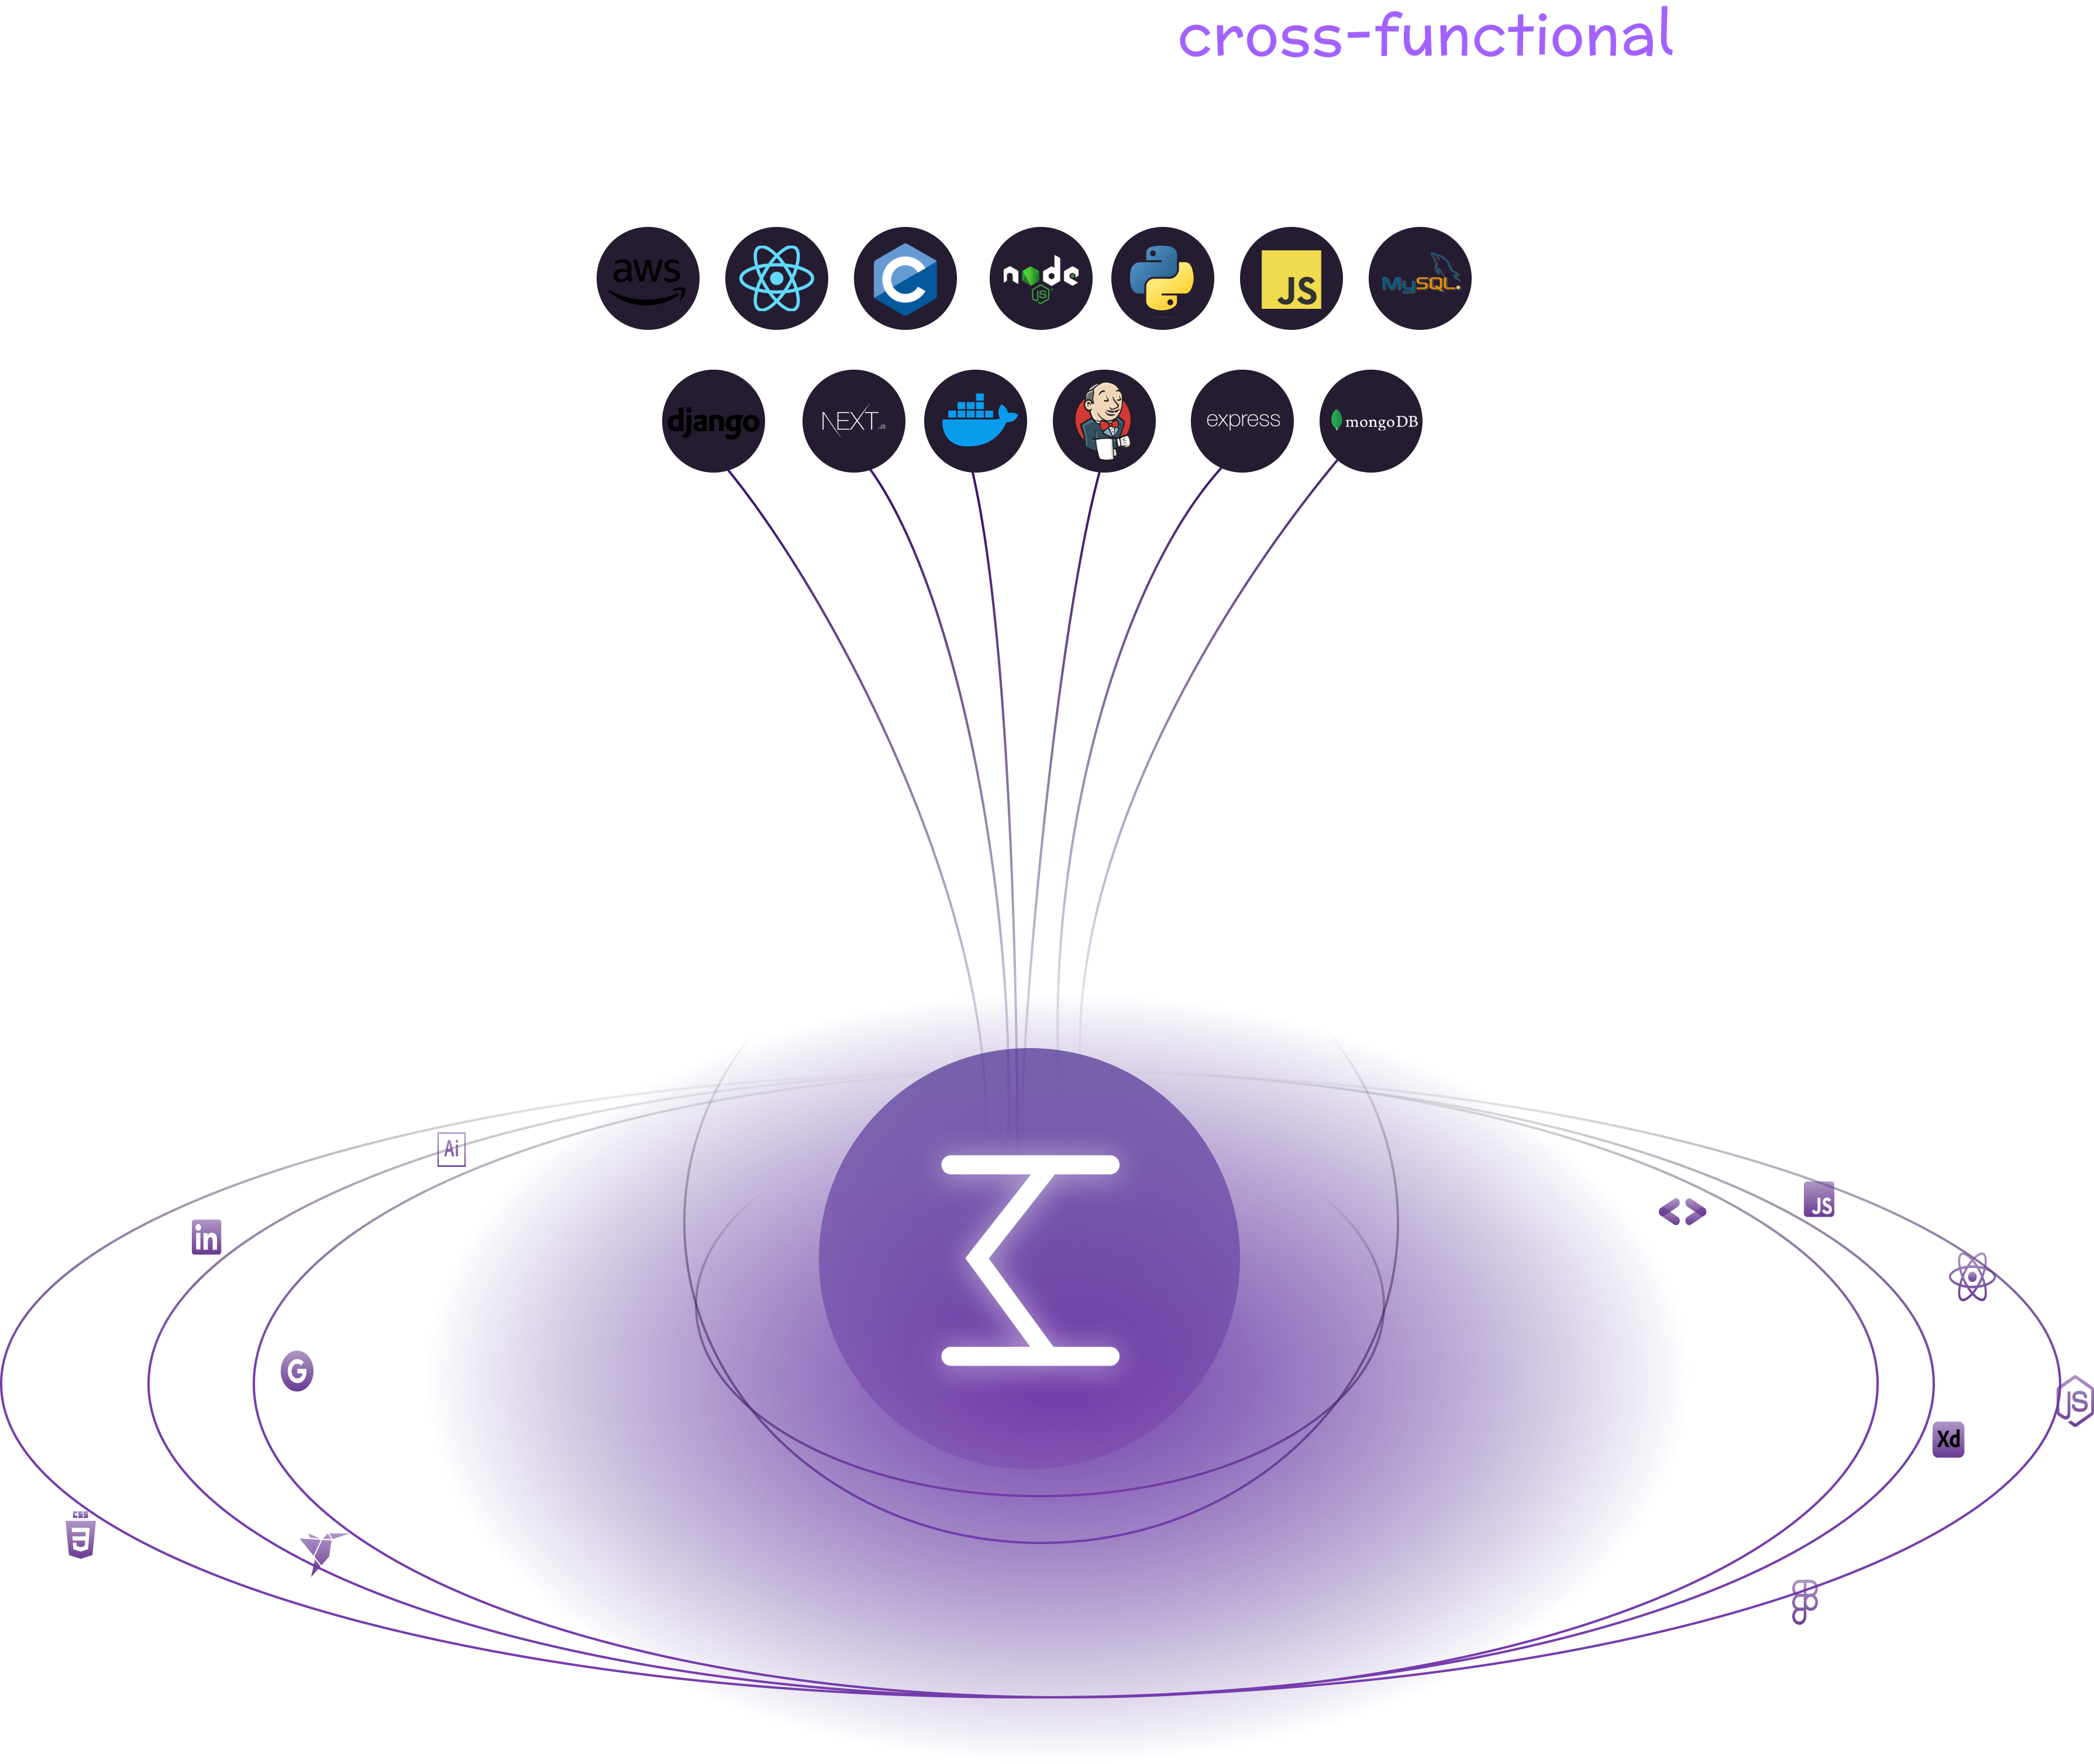 cross-functional
aws
C
node
JS
JS
MySQL
django
NEXT.JS
express
mongoDB
Ai
in
JS
G
JS
Xd
CSS
3